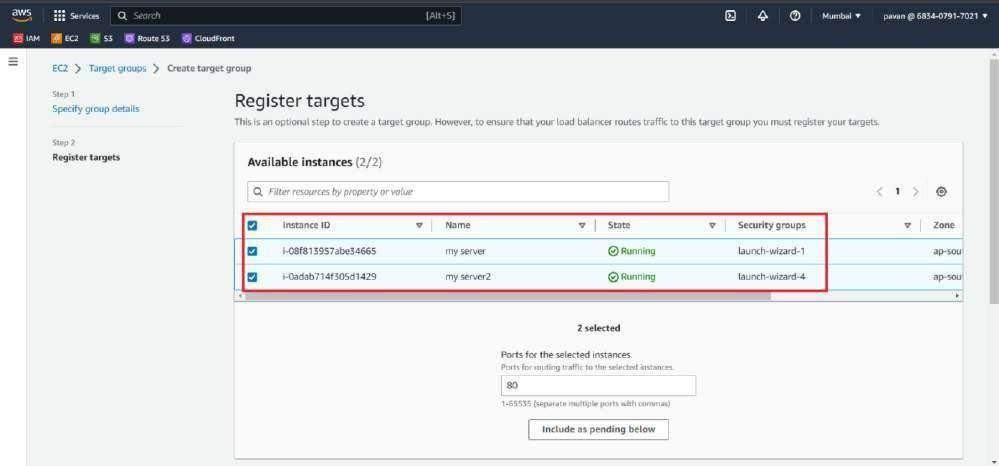 aws Services Search [Alt+S] Mumbai pavan @ 6834-0791-7021
IAM EC2 S3 Route 53 CloudFront
EC2 > Target groups > Create target group
Step 1
Specify group details
Step 2
Register targets
Register targets
This is an optional step to create a target group. However, to ensure that your load balancer routes traffic to this target group you must register your targets.
Available instances (2/2)
Filter resources by property or value
1
Instance ID Name State Security groups Zone
i-08f813957abe34665 my server Running launch-wizard-1 ap-sou
i-0adab714f305d1429 my server2 Running launch-wizard-4 ap-sou
2 selected
Ports for the selected instances.
Ports for routing traffic to the selected instances.
80
1-65535 (separate multiple ports with commas)
Include as pending below